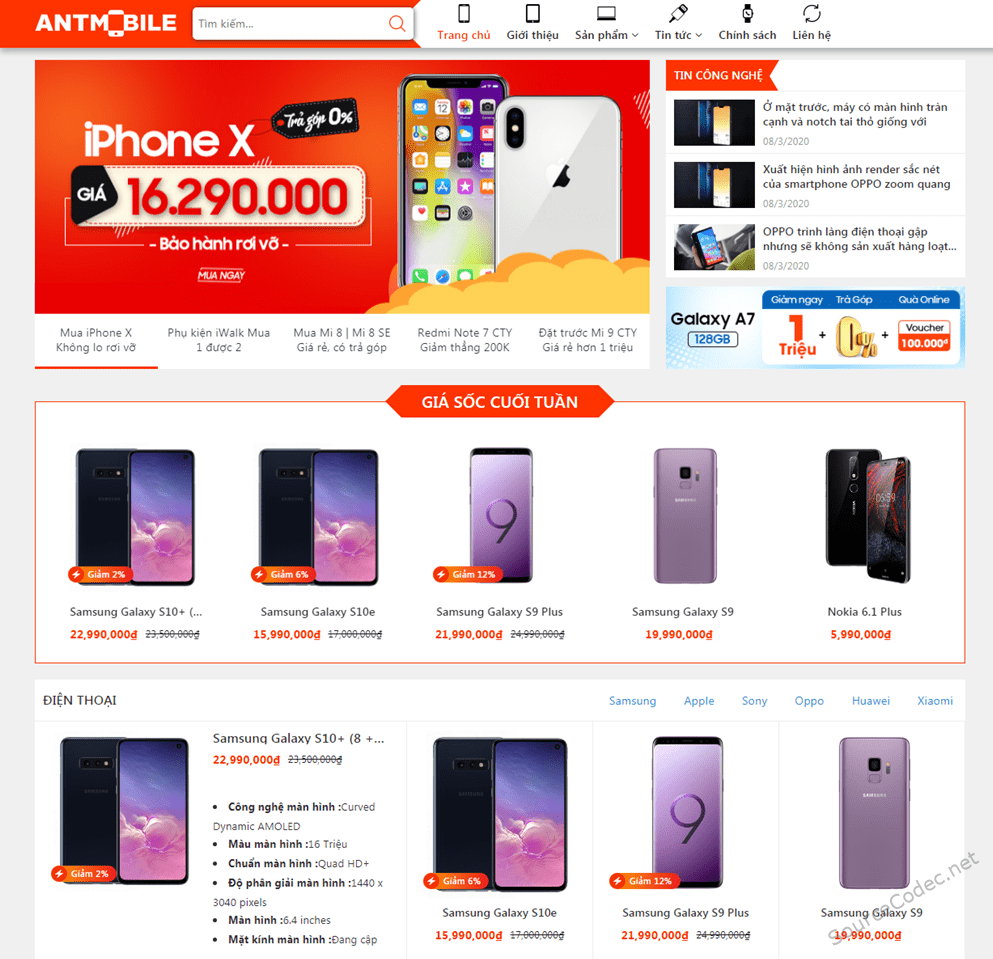 ANTMOBILE
Tìm kiếm...
Trang chủ
Giới thiệu
Sản phẩm
Tin tức
Chính sách
Liên hệ
iPhone X
Trả góp 0%
GIÁ
16.290.000
- Bảo hành rơi vỡ -
MUA NGAY
Mua iPhone X
Không lo rơi vỡ
Phụ kiện iWalk Mua
1 được 2
Mua Mi 8 | Mi 8 SE
Giá rẻ, có trả góp
Redmi Note 7 CTY
Giảm thẳng 200K
Đặt trước Mi 9 CTY
Giá rẻ hơn 1 triệu
TIN CÔNG NGHỆ
Ở mặt trước, máy có màn hình tràn
cạnh và notch tai thỏ giống với
08/3/2020
Xuất hiện hình ảnh render sắc nét
của smartphone OPPO zoom quang
08/3/2020
OPPO trình làng điện thoại gập
nhưng sẽ không sản xuất hàng loạt...
08/3/2020
Galaxy A7
128GB
Giảm ngay
Trả Góp
Quà Online
1
Triệu
+
0%
+
Voucher
100.000đ
GIÁ SỐC CUỐI TUẦN
Giảm 2%
Samsung Galaxy S10+ (...
22,990,000₫ 23,500,000₫
Giảm 6%
Samsung Galaxy S10e
15,990,000₫ 17,000,000₫
9
Giảm 12%
Samsung Galaxy S9 Plus
21,990,000₫ 24,990,000₫
SAMSUNG
Samsung Galaxy S9
19,990,000₫
Nokia 6.1 Plus
5,990,000₫
ĐIỆN THOẠI
Samsung
Apple
Sony
Oppo
Huawei
Xiaomi
Giảm 2%
Samsung Galaxy S10+ (8 +...
22,990,000₫ 23,500,000₫
• Công nghệ màn hình :Curved
Dynamic AMOLED
• Màu màn hình :16 Triệu
• Chuẩn màn hình :Quad HD+
• Độ phân giải màn hình :1440 x
3040 pixels
• Màn hình :6.4 inches
• Mặt kính màn hình :Đang cập
Giảm 6%
Samsung Galaxy S10e
15,990,000₫ 17,000,000₫
9
Giảm 12%
Samsung Galaxy S9 Plus
21,990,000₫ 24,990,000₫
SAMSUNG
Samsung Galaxy S9
19,990,000₫
SourceCodec.net